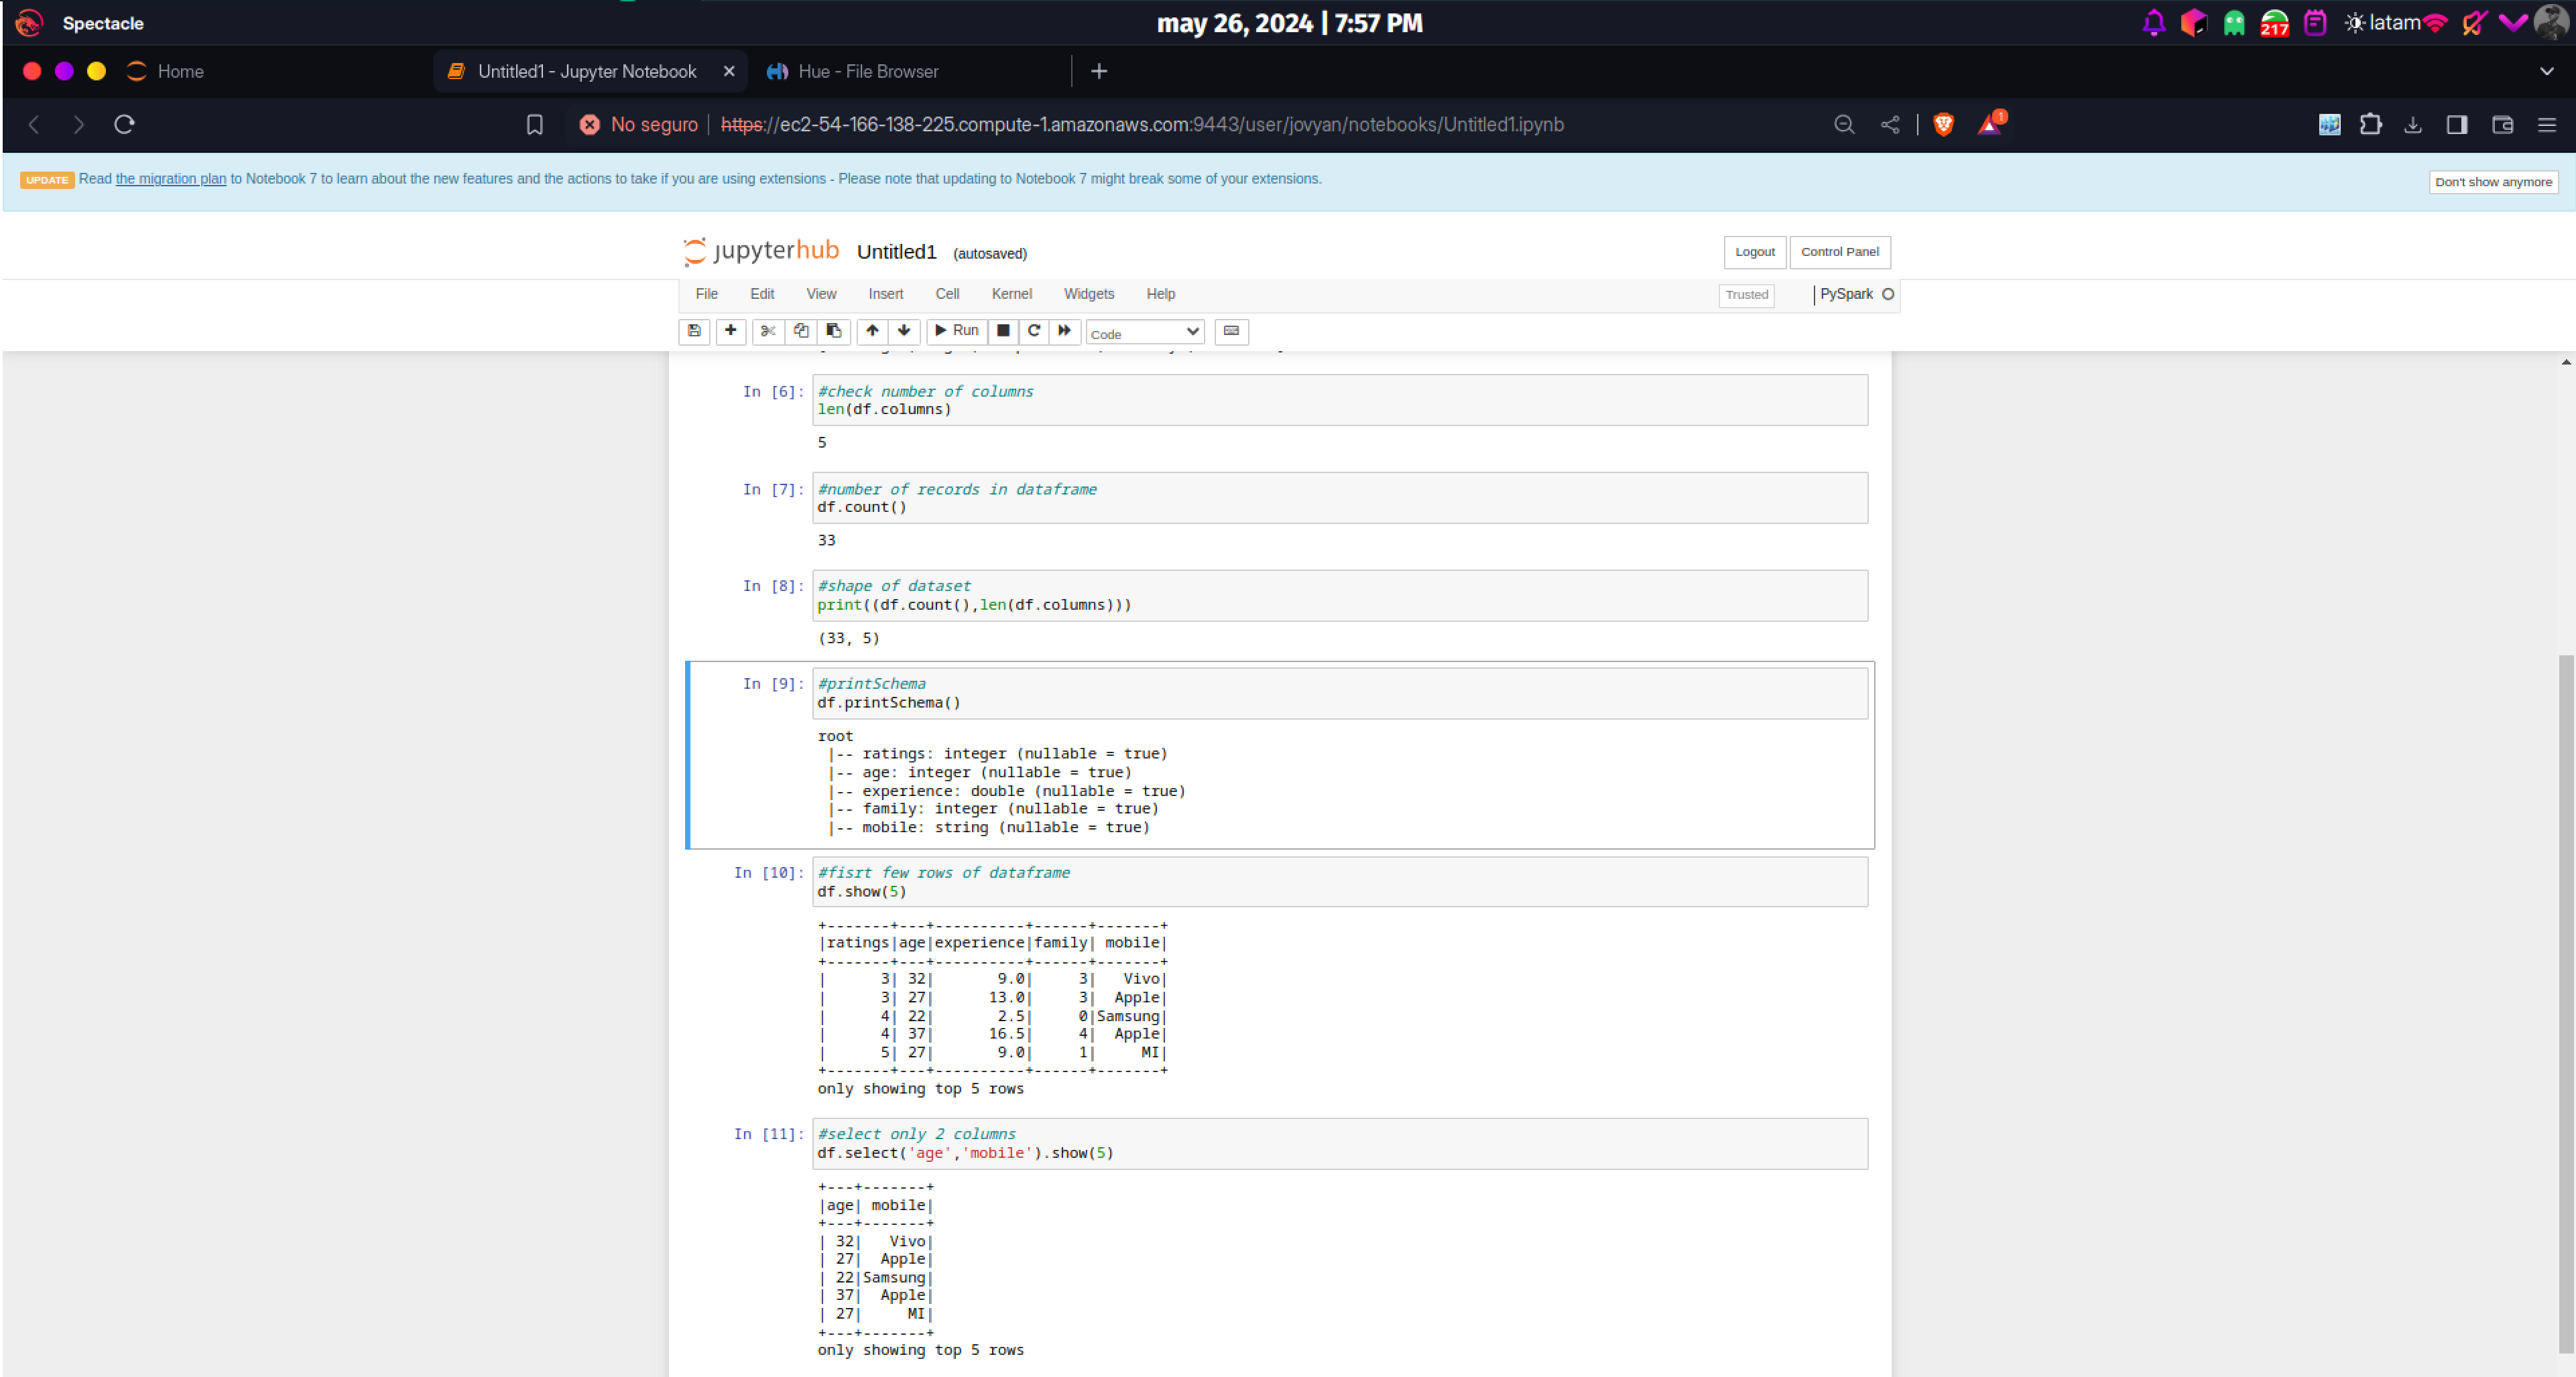 Spectacle
may 26, 2024 | 7:57 PM
217
latam
Home
Untitled1 - Jupyter Notebook
Hue - File Browser
No seguro
https://ec2-54-166-138-225.compute-1.amazonaws.com:9443/user/jovyan/notebooks/Untitled1.ipynb
1
UPDATE Read the migration plan to Notebook 7 to learn about the new features and the actions to take if you are using extensions - Please note that updating to Notebook 7 might break some of your extensions.
Don't show anymore
jupyterhub Untitled1 (autosaved)
Logout Control Panel
File Edit View Insert Cell Kernel Widgets Help
Trusted | PySpark
Run Code
In [6]: #check number of columns
len(df.columns)
5
In [7]: #number of records in dataframe
df.count()
33
In [8]: #shape of dataset
print((df.count(),len(df.columns)))
(33, 5)
In [9]: #printSchema
df.printSchema()
root
 |-- ratings: integer (nullable = true)
 |-- age: integer (nullable = true)
 |-- experience: double (nullable = true)
 |-- family: integer (nullable = true)
 |-- mobile: string (nullable = true)
In [10]: #fisrt few rows of dataframe
df.show(5)
+-------+---+----------+------+-------+
|ratings|age|experience|family| mobile|
+-------+---+----------+------+-------+
|      3| 32|       9.0|     3|   Vivo|
|      3| 27|      13.0|     3|  Apple|
|      4| 22|       2.5|     0|Samsung|
|      4| 37|      16.5|     4|  Apple|
|      5| 27|       9.0|     1|     MI|
+-------+---+----------+------+-------+
only showing top 5 rows
In [11]: #select only 2 columns
df.select('age','mobile').show(5)
+---+-------+
|age| mobile|
+---+-------+
| 32|   Vivo|
| 27|  Apple|
| 22|Samsung|
| 37|  Apple|
| 27|     MI|
+---+-------+
only showing top 5 rows